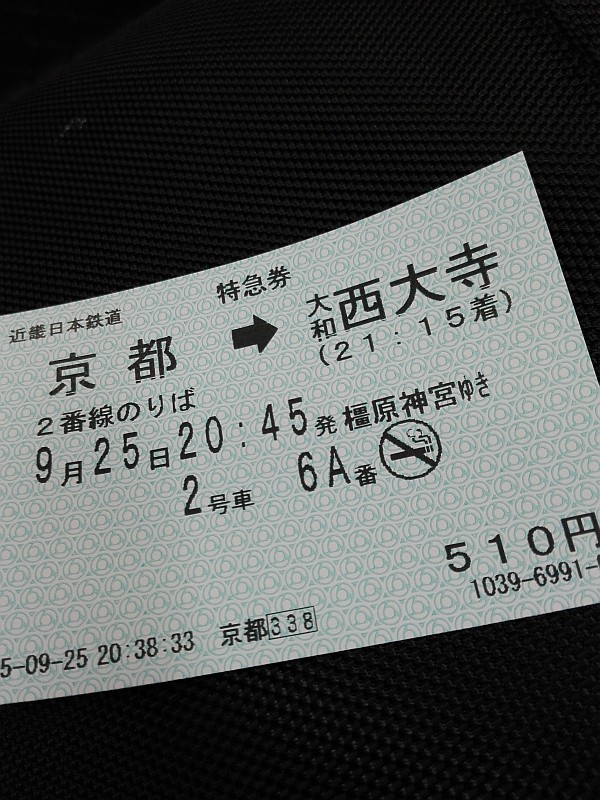 特急券
近畿日本鉄道
京都 ➡ 大和西大寺
(21:15着)
2番線のりば
9月25日20:45発 橿原神宮ゆき
2号車 6A番
510円
1039-6991-
5-09-25 20:38:33 京都338